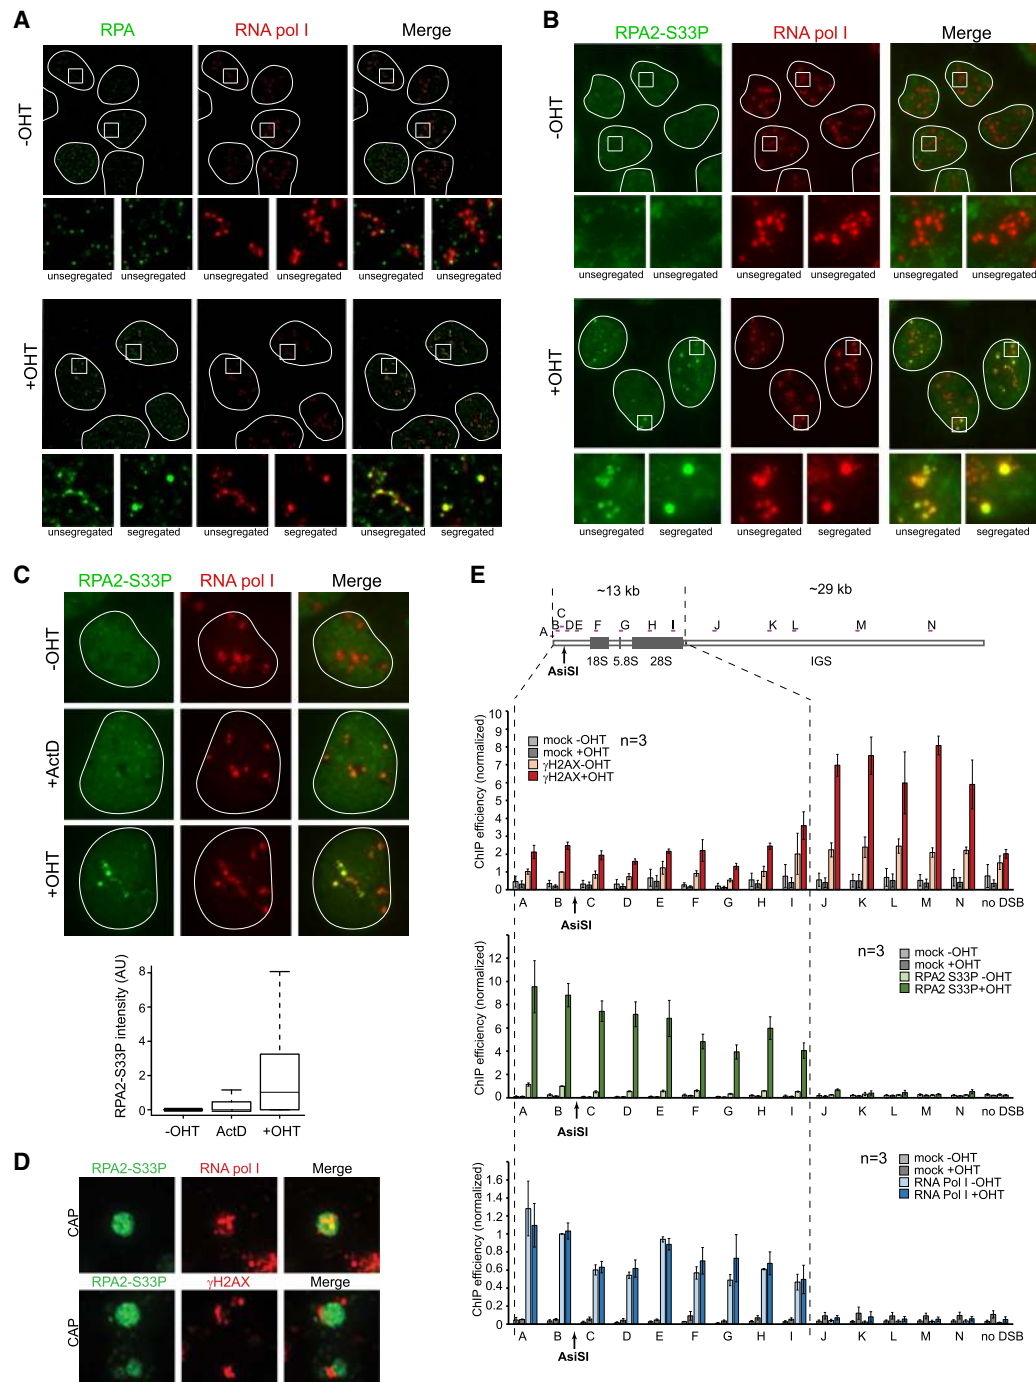 A
RPA
RNA pol I
Merge
-OHT
unsegregated
unsegregated
unsegregated
unsegregated
unsegregated
unsegregated
+OHT
unsegregated
segregated
unsegregated
segregated
unsegregated
segregated
B
RPA2-S33P
RNA pol I
Merge
-OHT
unsegregated
unsegregated
unsegregated
unsegregated
unsegregated
unsegregated
+OHT
unsegregated
segregated
unsegregated
segregated
unsegregated
segregated
C
RPA2-S33P
RNA pol I
Merge
-OHT
+ActD
+OHT
RPA2-S33P intensity (AU)
8
6
4
2
0
-OHT
ActD
+OHT
D
RPA2-S33P
RNA pol I
Merge
CAP
RPA2-S33P
γH2AX
Merge
CAP
E
~13 kb
~29 kb
A
B
C
D
E
F
G
H
I
J
K
L
M
N
AsiSI
18S
5.8S
28S
IGS
ChIP efficiency (normalized)
10
9
8
7
6
5
4
3
2
1
0
mock -OHT
mock +OHT
γH2AX-OHT
γH2AX+OHT
n=3
A B C D E F G H I J K L M N no DSB
AsiSI
ChIP efficiency (normalized)
14
12
10
8
6
4
2
0
n=3
mock -OHT
mock +OHT
RPA2 S33P -OHT
RPA2 S33P+OHT
A B C D E F G H I J K L M N no DSB
AsiSI
ChIP efficiency (normalized)
1.6
1.4
1.2
1
0.8
0.6
0.4
0.2
0
n=3
mock -OHT
mock +OHT
RNA Pol I -OHT
RNA Pol I +OHT
A B C D E F G H I J K L M N no DSB
AsiSI